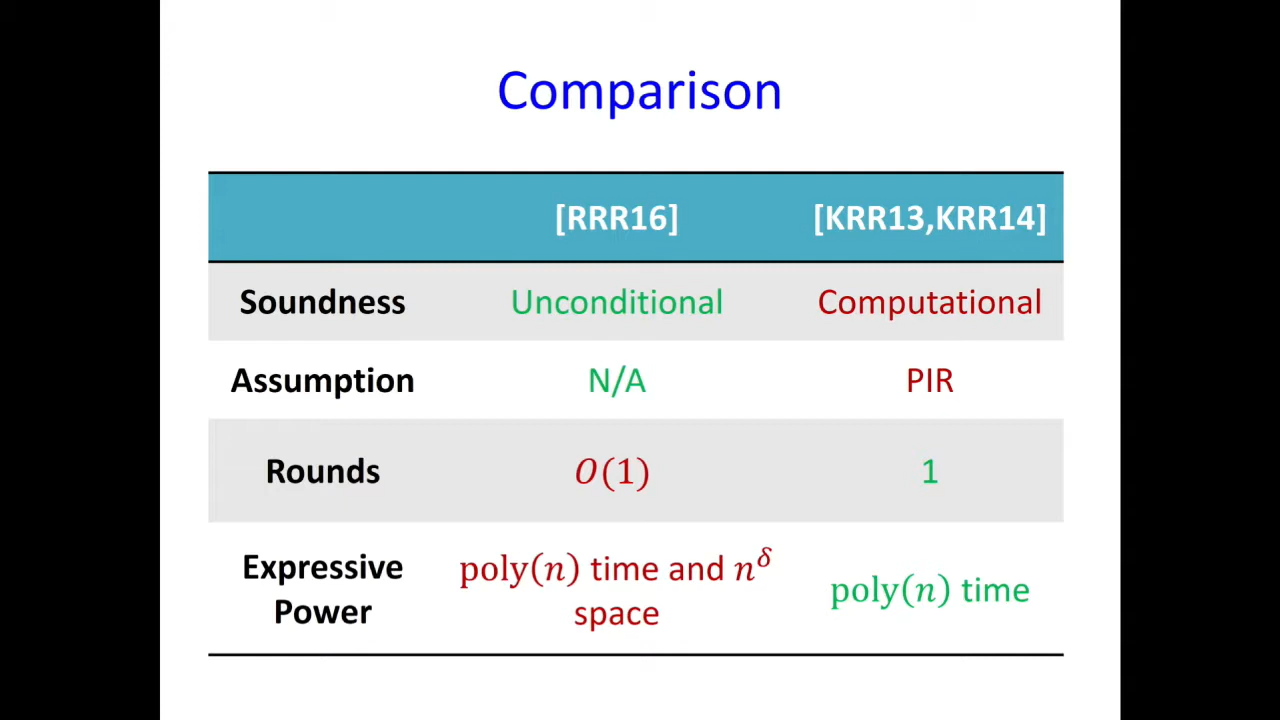 Comparison
[RRR16] [KRR13,KRR14]
Soundness Unconditional Computational
Assumption N/A PIR
Rounds O(1) 1
Expressive Power poly(n) time and n^δ space poly(n) time